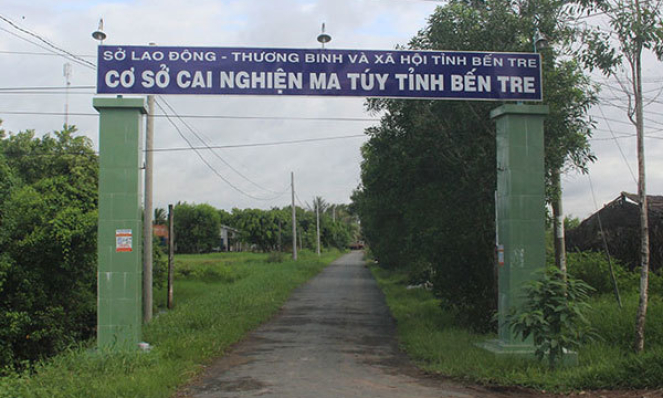 SỞ LAO ĐỘNG - THƯƠNG BINH VÀ XÃ HỘI TỈNH BẾN TRE
CƠ SỞ CAI NGHIỆN MA TÚY TỈNH BẾN TRE